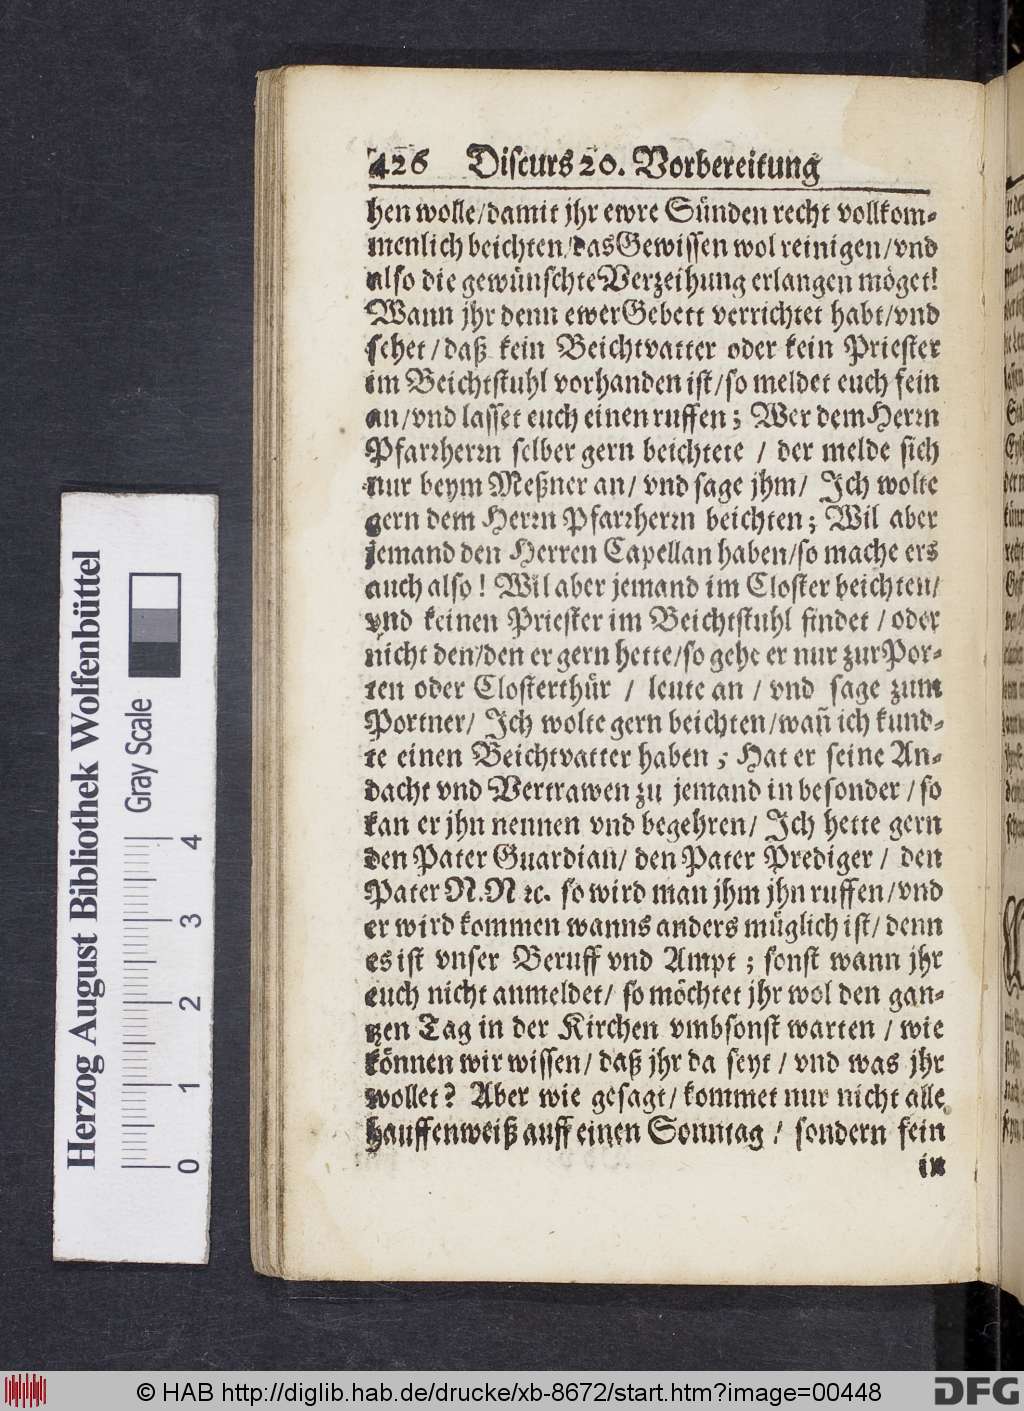 426 Discurs 20. Vorbereitung
hen wolle/damit jhr ewre Sünden recht vollkom-
menlich beichten/das Gewissen wol reinigen/vnd
also die gewünschte Verzeihung erlangen möget!
Wann jhr denn ewer Gebett verrichtet habt/vnd
sehet/daß kein Beichtvatter oder kein Priester
im Beichtstuhl vorhanden ist/so meldet euch fein
an/vnd lasset euch einen ruffen; Wer dem Herrn
Pfarrherrn selber gern beichtete / der melde sich
nur beym Meßner an/ vnd sage jhm/ Ich wolte
gern dem Herrn Pfarrherrn beichten; Wil aber
jemand den Herren Capellan haben/so mache ers
auch also! Wil aber jemand im Closter beichten/
vnd keinen Priester im Beichtstuhl findet / oder
nicht den/den er gern hette/so gehe er nur zur Por-
ten oder Closterthür / leute an / vnd sage zum
Portner/ Ich wolte gern beichten/wañ ich kund-
te einen Beichtvatter haben; Hat er seine An-
dacht vnd Vertrawen zu jemand in besonder / so
kan er jhn nennen vnd begehren/ Ich hette gern
den Pater Guardian/ den Pater Prediger / den
Pater N.N ꝛc. so wird man jhm jhn ruffen/vnd
er wird kommen wanns anders müglich ist/ denn
es ist vnser Beruff vnd Ampt; sonst wann jhr
euch nicht anmeldet/ so möchtet jhr wol den gan-
tzen Tag in der Kirchen vmbsonst warten / wie
können wir wissen/ daß jhr da seyt / vnd was jhr
wollet? Aber wie gesagt/ kommet nur nicht alle
hauffenweiß auff einen Sonntag/ sondern fein
in
Herzog August Bibliothek Wolfenbüttel
Gray Scale
0 1 2 3 4
© HAB http://diglib.hab.de/drucke/xb-8672/start.htm?image=00448
DFG